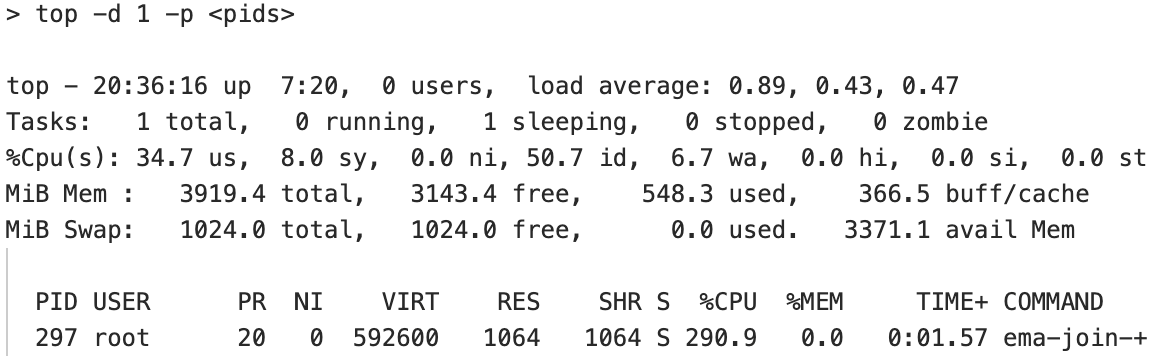 > top -d 1 -p <pids>
top - 20:36:16 up  7:20,  0 users,  load average: 0.89, 0.43, 0.47
Tasks:   1 total,   0 running,   1 sleeping,   0 stopped,   0 zombie
%Cpu(s): 34.7 us,  8.0 sy,  0.0 ni, 50.7 id,  6.7 wa,  0.0 hi,  0.0 si,  0.0 st
MiB Mem :   3919.4 total,   3143.4 free,    548.3 used,    366.5 buff/cache
MiB Swap:   1024.0 total,   1024.0 free,      0.0 used.   3371.1 avail Mem
  PID USER      PR  NI    VIRT    RES    SHR S  %CPU  %MEM     TIME+ COMMAND
  297 root      20   0  592600   1064   1064 S 290.9   0.0   0:01.57 ema-join-+